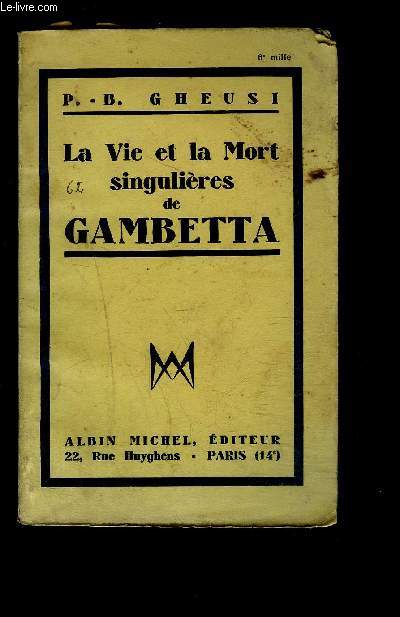 Le-livre.com
6e mille
P.-B. GHEUSI
La Vie et la Mort
singulières
62
de
GAMBETTA
ALBIN MICHEL, ÉDITEUR
22, Rue Huyghens • PARIS (14e)